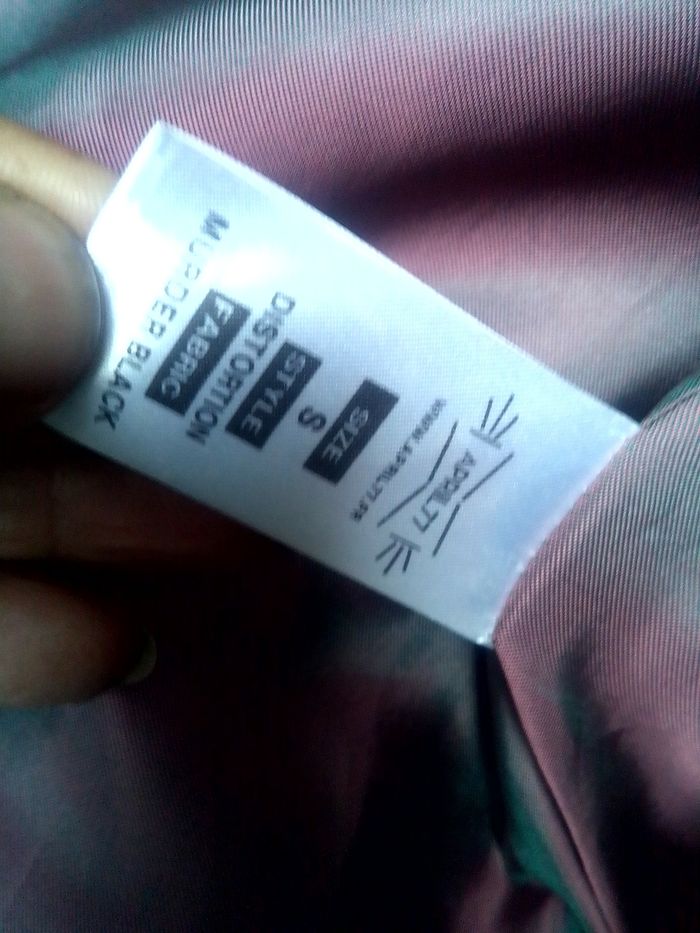 APRIL77
WWW.APRIL77.FR
SIZE
S
STYLE
DISTORTION
FABRIC
MURDER BLACK